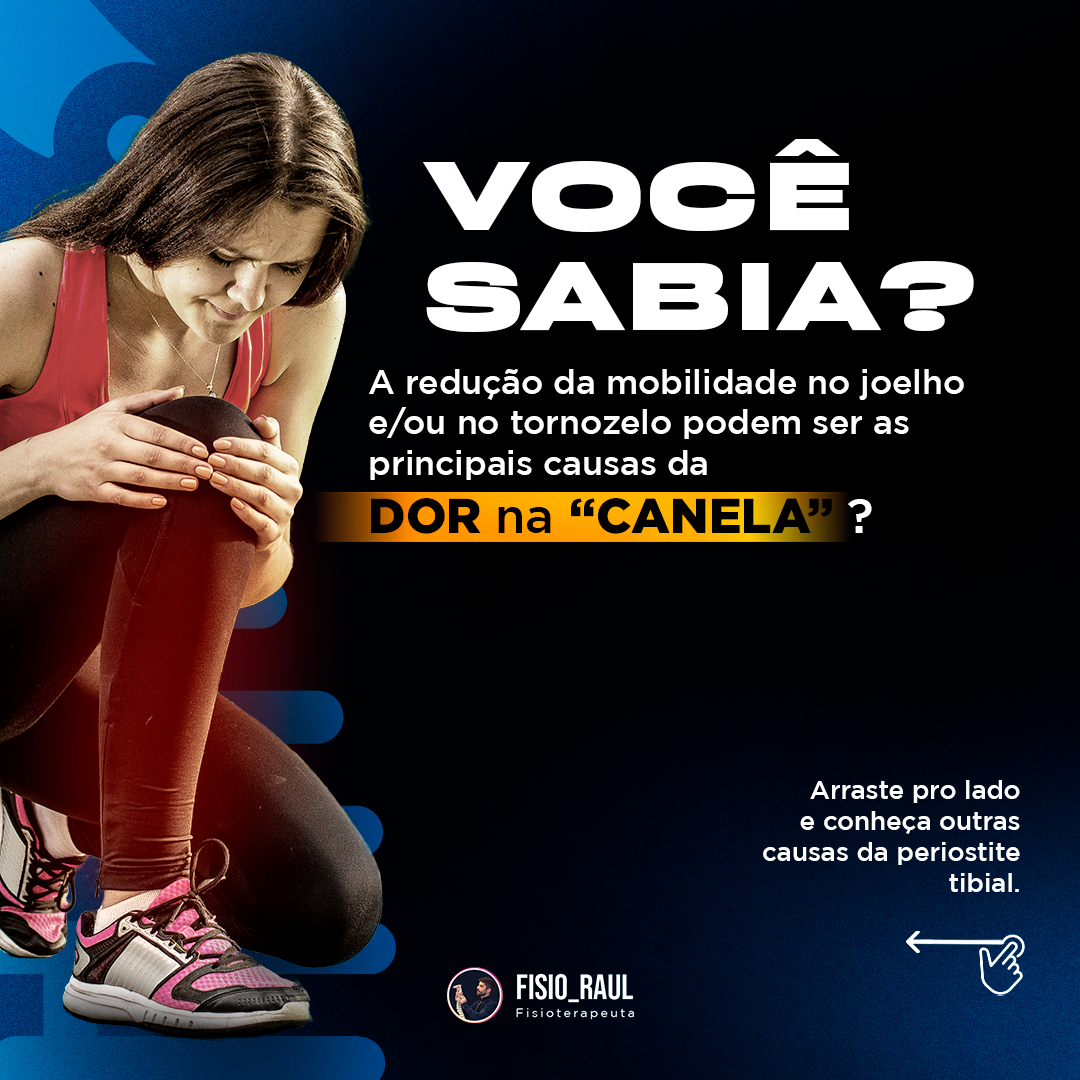 VOCÊ
SABIA?
A redução da mobilidade no joelho
e/ou no tornozelo podem ser as
principais causas da
DOR na “CANELA” ?
Arraste pro lado
e conheça outras
causas da periostite
tibial.
FISIO_RAUL
Fisioterapeuta